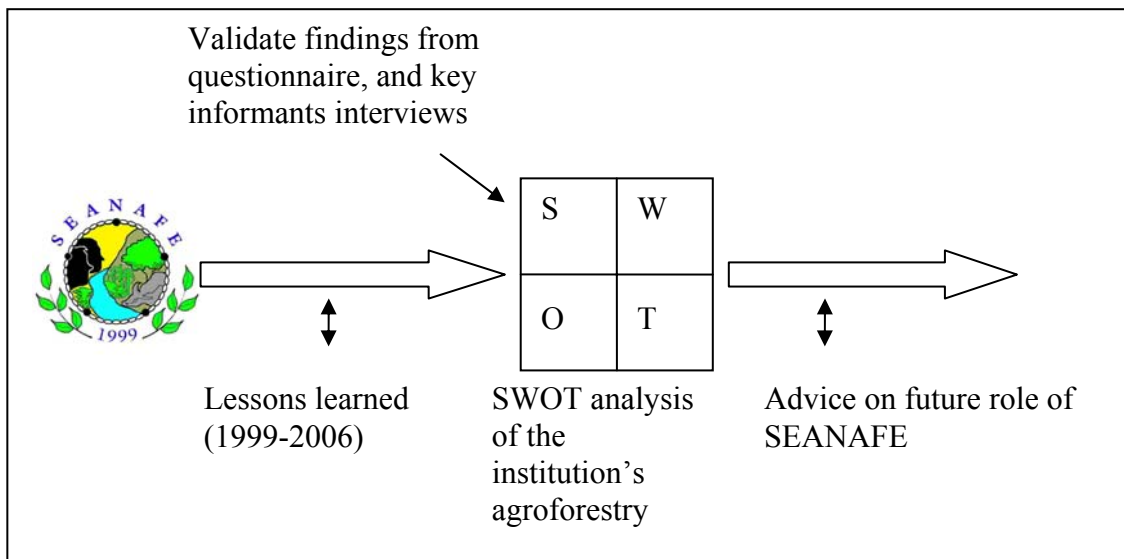 Validate findings from
questionnaire, and key
informants interviews
SEANAFE
1999
S W
O T
Lessons learned
(1999-2006)
SWOT analysis
of the
institution’s
agroforestry
Advice on future role of
SEANAFE